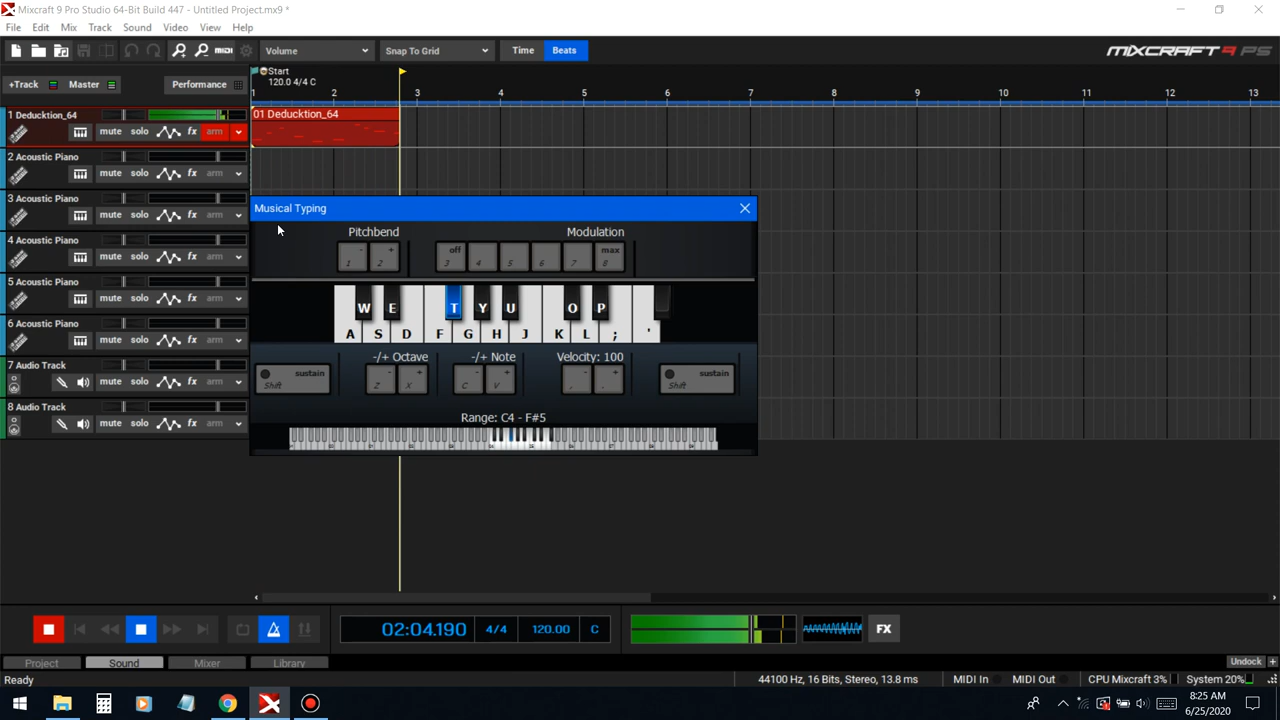 Mixcraft 9 Pro Studio 64-Bit Build 447 - Untitled Project.mx9 *
File Edit Mix Track Sound Video View Help
MIDI Volume Snap To Grid Time Beats MIXCRAFT 9 PS
+Track Master Performance
Start
120.0 4/4 C
1 2 3 4 5 6 7 8 9 10 11 12 13
1 Deducktion_64
mute solo fx arm
01 Deducktion_64
2 Acoustic Piano
mute solo fx arm
3 Acoustic Piano
mute solo fx arm
4 Acoustic Piano
mute solo fx arm
5 Acoustic Piano
mute solo fx arm
6 Acoustic Piano
mute solo fx arm
7 Audio Track
mute solo fx arm
8 Audio Track
mute solo fx arm
Musical Typing
Pitchbend Modulation
- + off max
1 2 3 4 5 6 7 8
W E T Y U O P
A S D F G H J K L ; '
-/+ Octave -/+ Note Velocity: 100
sustain - + - + - + sustain
Shift Z X C V , . Shift
Range: C4 - F#5
02:04.190 4/4 120.00 C FX
Project Sound Mixer Library Undock +
Ready 44100 Hz, 16 Bits, Stereo, 13.8 ms MIDI In MIDI Out CPU Mixcraft 3% System 20%
8:25 AM
6/25/2020